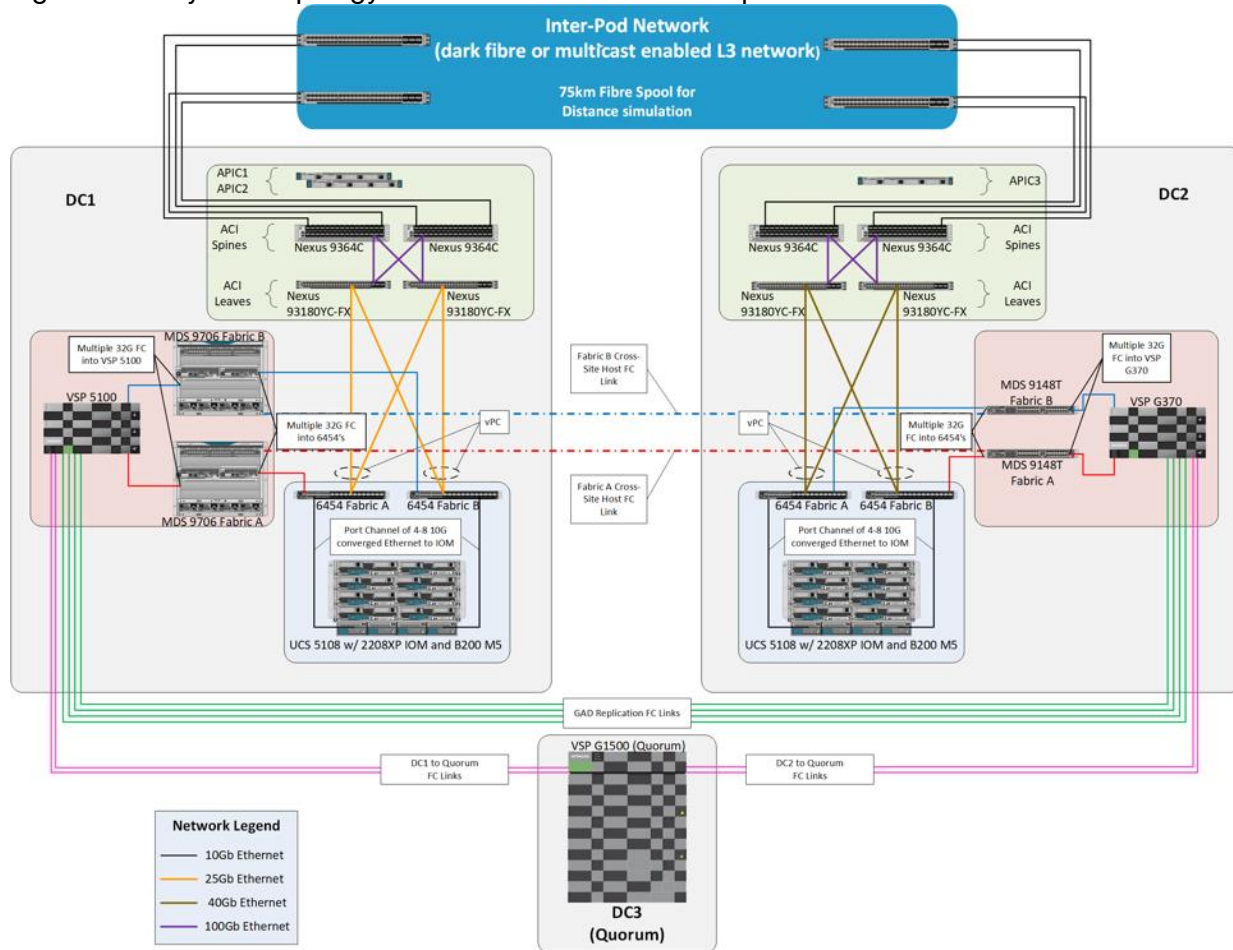 Inter-Pod Network
(dark fibre or multicast enabled L3 network)
75km Fibre Spool for
Distance simulation
DC1
APIC1
APIC2
ACI
Spines
Nexus 9364C
Nexus 9364C
ACI
Leaves
Nexus
93180YC-FX
Nexus
93180YC-FX
DC2
APIC3
Nexus 9364C
Nexus 9364C
ACI
Spines
Nexus
93180YC-FX
Nexus
93180YC-FX
ACI
Leaves
MDS 9706 Fabric B
Multiple 32G FC
into VSP 5100
VSP 5100
Multiple 32G FC
into 6454's
MDS 9706 Fabric A
vPC
Fabric B Cross-
Site Host FC
Link
Fabric A Cross-
Site Host FC
Link
vPC
Multiple 32G
FC into 6454's
Multiple 32G
FC into VSP
G370
MDS 9148T
Fabric B
VSP G370
MDS 9148T
Fabric A
6454 Fabric A
6454 Fabric B
Port Channel of 4-8 10G
converged Ethernet to IOM
UCS 5108 w/ 2208XP IOM and B200 M5
6454 Fabric A
6454 Fabric B
Port Channel of 4-8 10G
converged Ethernet to IOM
UCS 5108 w/ 2208XP IOM and B200 M5
GAD Replication FC Links
VSP G1500 (Quorum)
DC1 to Quorum
FC Links
DC2 to Quorum
FC Links
DC3
(Quorum)
Network Legend
10Gb Ethernet
25Gb Ethernet
40Gb Ethernet
100Gb Ethernet